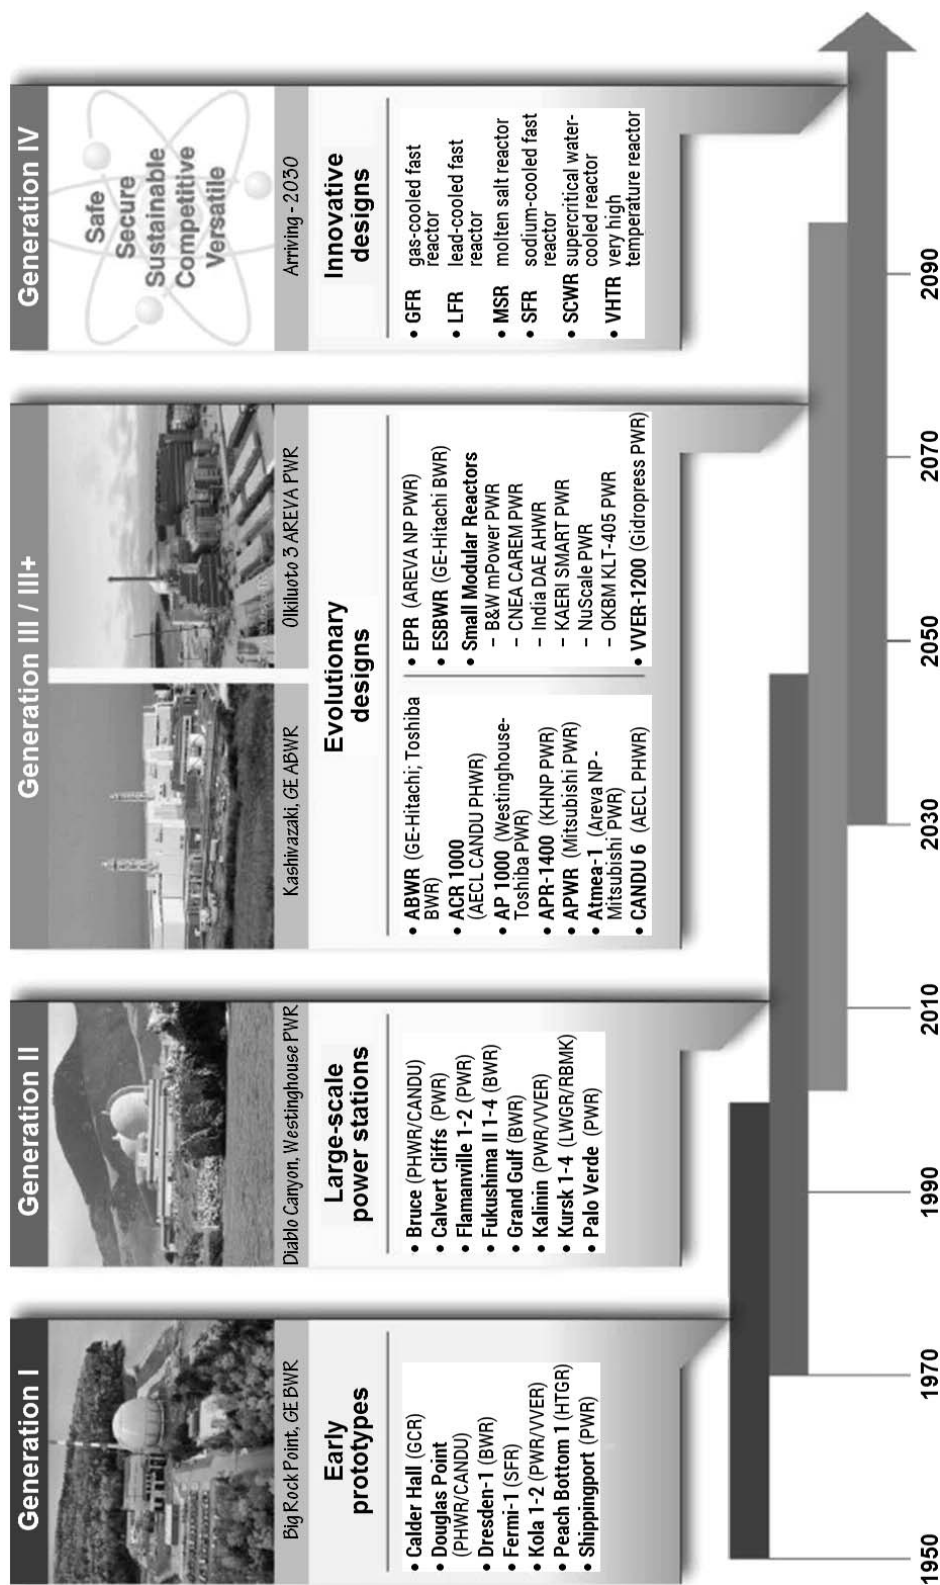 Generation I
Big Rock Point, GE BWR
Early
prototypes
• Calder Hall (GCR)
• Douglas Point
(PHWR/CANDU)
• Dresden-1 (BWR)
• Fermi-1 (SFR)
• Kola 1-2 (PWR/VVER)
• Peach Bottom 1 (HTGR)
• Shippingport (PWR)
Generation II
Diablo Canyon, Westinghouse PWR
Large-scale
power stations
• Bruce (PHWR/CANDU)
• Calvert Cliffs (PWR)
• Flamanville 1-2 (PWR)
• Fukushima II 1-4 (BWR)
• Grand Gulf (BWR)
• Kalinin (PWR/VVER)
• Kursk 1-4 (LWGR/RBMK)
• Palo Verde (PWR)
Generation III / III+
Kashivazaki, GE ABWR
Olkiluoto 3 AREVA PWR
Evolutionary
designs
• ABWR (GE-Hitachi; Toshiba
BWR)
• ACR 1000
(AECL CANDU PHWR)
• AP 1000 (Westinghouse-
Toshiba PWR)
• APR-1400 (KHNP PWR)
• APWR (Mitsubishi PWR)
• Atmea-1 (Areva NP -
Mitsubishi PWR)
• CANDU 6 (AECL PHWR)
• EPR (AREVA NP PWR)
• ESBWR (GE-Hitachi BWR)
• Small Modular Reactors
– B&W mPower PWR
– CNEA CAREM PWR
– India DAE AHWR
– KAERI SMART PWR
– NuScale PWR
– OKBM KLT-405 PWR
• VVER-1200 (Gidropress PWR)
Generation IV
Safe
Secure
Sustainable
Competitive
Versatile
Arriving - 2030
Innovative
designs
• GFR gas-cooled fast
reactor
• LFR lead-cooled fast
reactor
• MSR molten salt reactor
• SFR sodium-cooled fast
reactor
• SCWR supercritical water-
cooled reactor
• VHTR very high
temperature reactor
1950 1970 1990 2010 2030 2050 2070 2090